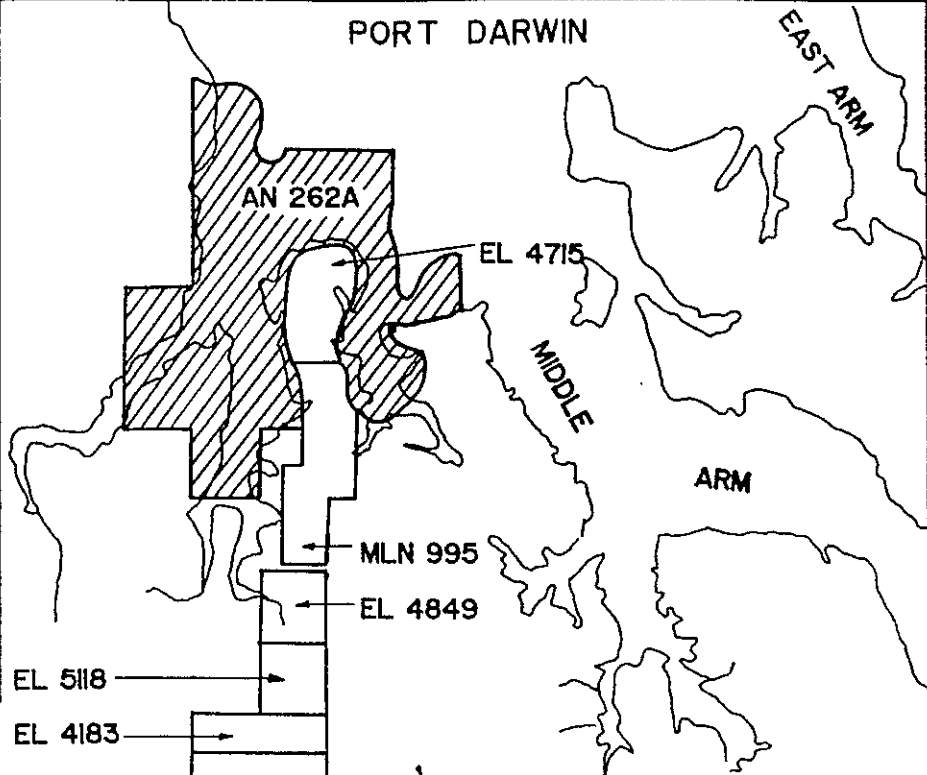 PORT DARWIN
EAST ARM
AN 262A
EL 4715
MIDDLE
ARM
MLN 995
EL 4849
EL 5118
EL 4183